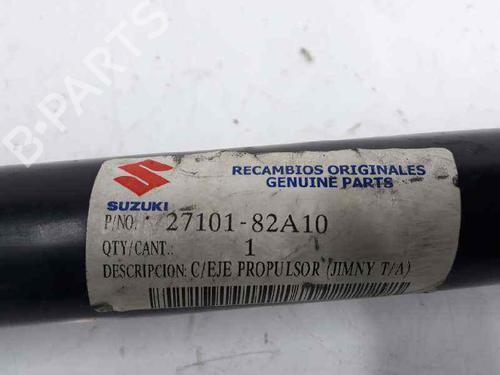 B-PARTS
SUZUKI
RECAMBIOS ORIGINALES
GENUINE PARTS
P/NO. 27101-82A10
QTY/CANT.: 1
DESCRIPCION: C/EJE PROPULSOR (JIMNY T/A)